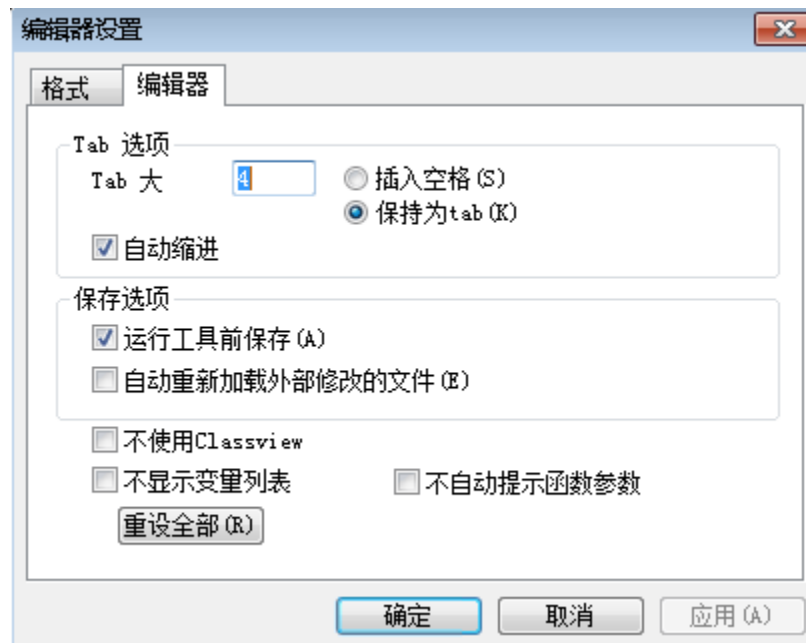 编辑器设置
格式 编辑器
Tab 选项
Tab 大 4 插入空格(S)
保持为tab(K)
自动缩进
保存选项
运行工具前保存(A)
自动重新加载外部修改的文件(E)
不使用Classview
不显示变量列表 不自动提示函数参数
重设全部(R)
确定 取消 应用(A)